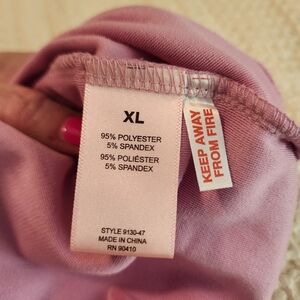 XL
95% POLYESTER
5% SPANDEX
95% POLIÉSTER
5% SPANDEX
STYLE 9130-47
MADE IN CHINA
RN 90410
KEEP AWAY
FROM FIRE